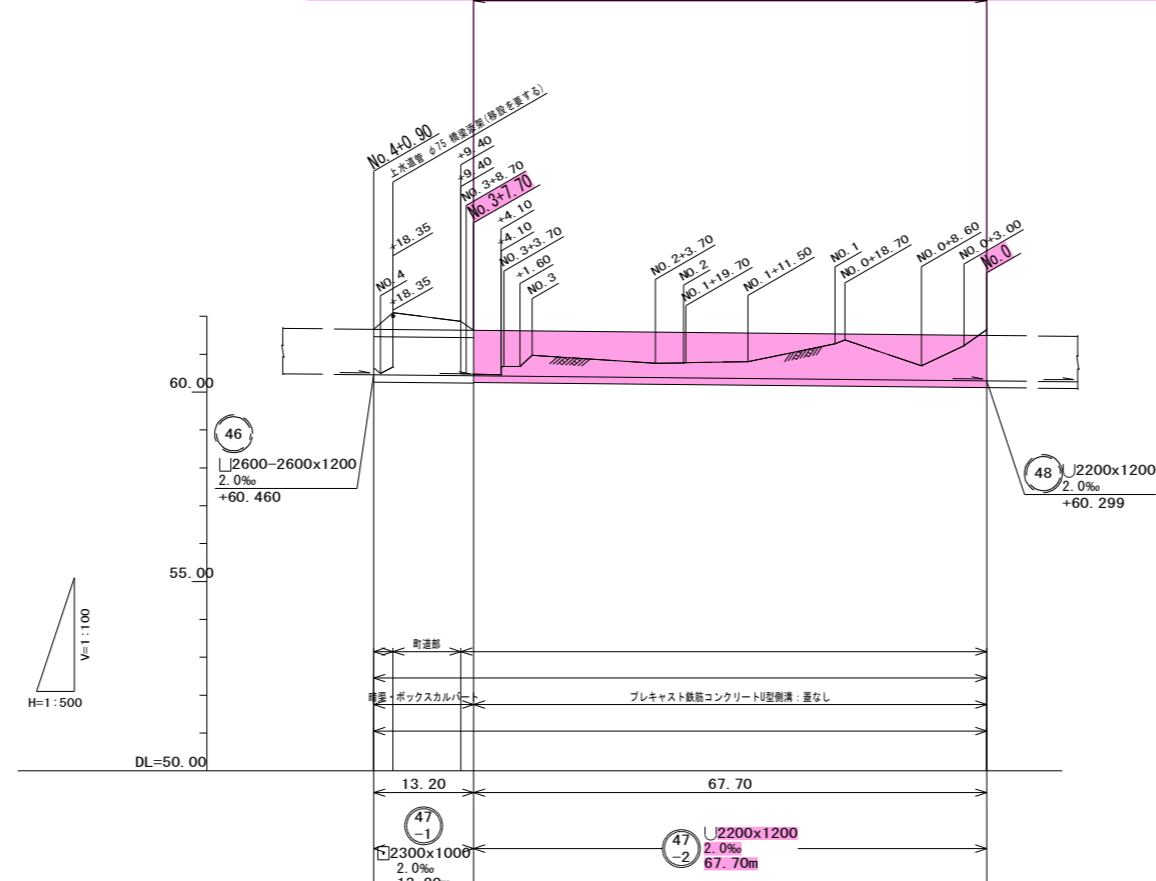 No.4+0.90
上水道管 φ75 橋梁添架(移設を要する)
+9.40
+9.40
NO.3+8.70
No.3+7.70
+4.10
+4.10
NO.3+3.70
+1.60
NO.3
+18.35
NO.4
+18.35
NO.2+3.70
NO.2
NO.1+19.70
NO.1+11.50
NO.1
NO.0+18.70
NO.0+8.60
NO.0+3.00
No.0
60.00
46
2600-2600x1200
2.0‰
+60.460
48
U2200x1200
2.0‰
+60.299
55.00
V=1:100
H=1:500
町道部
暗渠・ボックスカルバート
プレキャスト鉄筋コンクリートU型側溝:蓋なし
DL=50.00
13.20
67.70
47
-1
2300x1000
2.0‰
47
-2
U2200x1200
2.0‰
67.70m